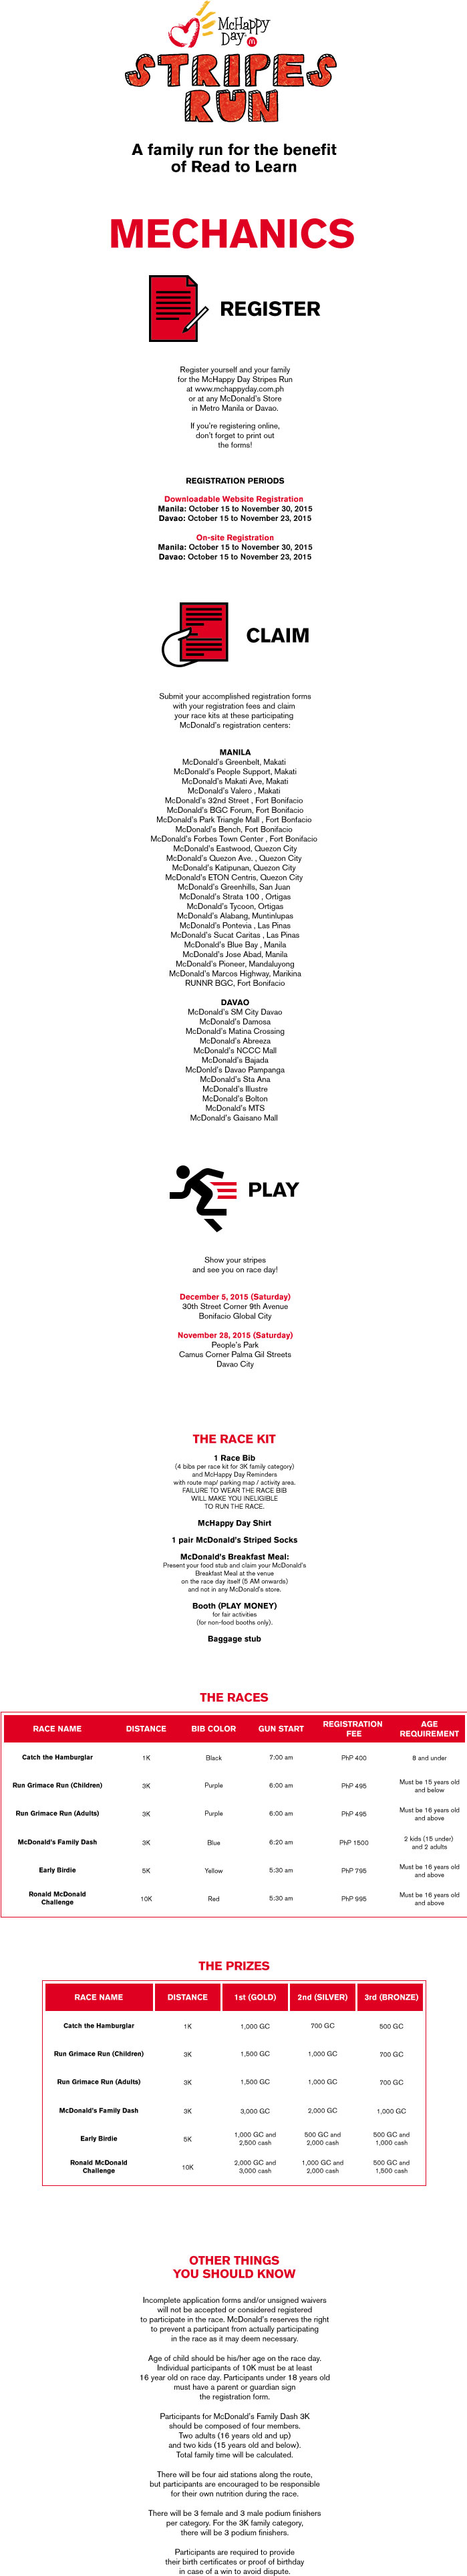 McHappy
Day
STRIPES
RUN
A family run for the benefit
of Read to Learn
MECHANICS
REGISTER
Register yourself and your family
for the McHappy Day Stripes Run
at www.mchappyday.com.ph
or at any McDonald's Store
in Metro Manila or Davao.
If you're registering online,
don't forget to print out
the forms!
REGISTRATION PERIODS
Downloadable Website Registration
Manila: October 15 to November 30, 2015
Davao: October 15 to November 23, 2015
On-site Registration
Manila: October 15 to November 30, 2015
Davao: October 15 to November 23, 2015
CLAIM
Submit your accomplished registration forms
with your registration fees and claim
your race kits at these participating
McDonald's registration centers:
MANILA
McDonald's Greenbelt, Makati
McDonald's People Support, Makati
McDonald's Makati Ave, Makati
McDonald's Valero , Makati
McDonald's 32nd Street , Fort Bonifacio
McDonald's BGC Forum, Fort Bonifacio
McDonald's Park Triangle Mall , Fort Bonfacio
McDonald's Bench, Fort Bonifacio
McDonald's Forbes Town Center , Fort Bonifacio
McDonald's Eastwood, Quezon City
McDonald's Quezon Ave. , Quezon City
McDonald's Katipunan, Quezon City
McDonald's ETON Centris, Quezon City
McDonald's Greenhills, San Juan
McDonald's Strata 100 , Ortigas
McDonald's Tycoon, Ortigas
McDonald's Alabang, Muntinlupas
McDonald's Pontevia , Las Pinas
McDonald's Sucat Caritas , Las Pinas
McDonald's Blue Bay , Manila
McDonald's Jose Abad, Manila
McDonald's Pioneer, Mandaluyong
McDonald's Marcos Highway, Marikina
RUNNR BGC, Fort Bonifacio
DAVAO
McDonald's SM City Davao
McDonald's Damosa
McDonald's Matina Crossing
McDonald's Abreeza
McDonald's NCCC Mall
McDonald's Bajada
McDonld's Davao Pampanga
McDonald's Sta Ana
McDonald's Illustre
McDonald's Bolton
McDonald's MTS
McDonald's Gaisano Mall
PLAY
Show your stripes
and see you on race day!
December 5, 2015 (Saturday)
30th Street Corner 9th Avenue
Bonifacio Global City
November 28, 2015 (Saturday)
People's Park
Camus Corner Palma Gil Streets
Davao City
THE RACE KIT
1 Race Bib
(4 bibs per race kit for 3K family category)
and McHappy Day Reminders
with route map/ parking map / activity area.
FAILURE TO WEAR THE RACE BIB
WILL MAKE YOU INELIGIBLE
TO RUN THE RACE.
McHappy Day Shirt
1 pair McDonald's Striped Socks
McDonald's Breakfast Meal:
Present your food stub and claim your McDonald's
Breakfast Meal at the venue
on the race day itself (5 AM onwards)
and not in any McDonald's store.
Booth (PLAY MONEY)
for fair activities
(for non-food booths only).
Baggage stub
THE RACES
RACE NAME DISTANCE BIB COLOR GUN START REGISTRATION FEE AGE REQUIREMENT
Catch the Hamburglar 1K Black 7:00 am PhP 400 8 and under
Run Grimace Run (Children) 3K Purple 6:00 am PhP 495 Must be 15 years old and below
Run Grimace Run (Adults) 3K Purple 6:00 am PhP 495 Must be 16 years old and above
McDonald's Family Dash 3K Blue 6:20 am PhP 1500 2 kids (15 under) and 2 adults
Early Birdie 5K Yellow 5:30 am PhP 795 Must be 16 years old and above
Ronald McDonald Challenge 10K Red 5:30 am PhP 995 Must be 16 years old and above
THE PRIZES
RACE NAME DISTANCE 1st (GOLD) 2nd (SILVER) 3rd (BRONZE)
Catch the Hamburglar 1K 1,000 GC 700 GC 500 GC
Run Grimace Run (Children) 3K 1,500 GC 1,000 GC 700 GC
Run Grimace Run (Adults) 3K 1,500 GC 1,000 GC 700 GC
McDonald's Family Dash 3K 3,000 GC 2,000 GC 1,000 GC
Early Birdie 5K 1,000 GC and 2,500 cash 500 GC and 2,000 cash 500 GC and 1,000 cash
Ronald McDonald Challenge 10K 2,000 GC and 3,000 cash 1,000 GC and 2,000 cash 500 GC and 1,500 cash
OTHER THINGS
YOU SHOULD KNOW
Incomplete application forms and/or unsigned waivers
will not be accepted or considered registered
to participate in the race. McDonald's reserves the right
to prevent a participant from actually participating
in the race as it may deem necessary.
Age of child should be his/her age on the race day.
Individual participants of 10K must be at least
16 year old on race day. Participants under 18 years old
must have a parent or guardian sign
the registration form.
Participants for McDonald's Family Dash 3K
should be composed of four members.
Two adults (16 years old and up)
and two kids (15 years old and below).
Total family time will be calculated.
There will be four aid stations along the route,
but participants are encouraged to be responsible
for their own nutrition during the race.
There will be 3 female and 3 male podium finishers
per category. For the 3K family category,
there will be 3 podium finishers.
Participants are required to provide
their birth certificates or proof of birthday
in case of a win to avoid dispute.